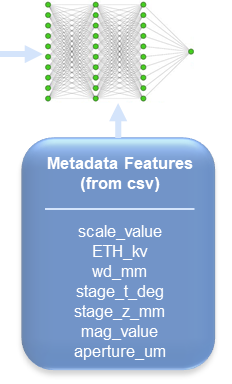 Metadata Features
(from csv)
scale_value
ETH_kv
wd_mm
stage_t_deg
stage_z_mm
mag_value
aperture_um